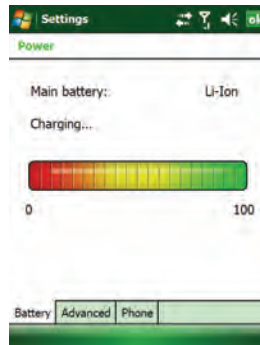 Settings
ok
Power
Main battery: Li-Ion
Charging...
0 100
Battery Advanced Phone